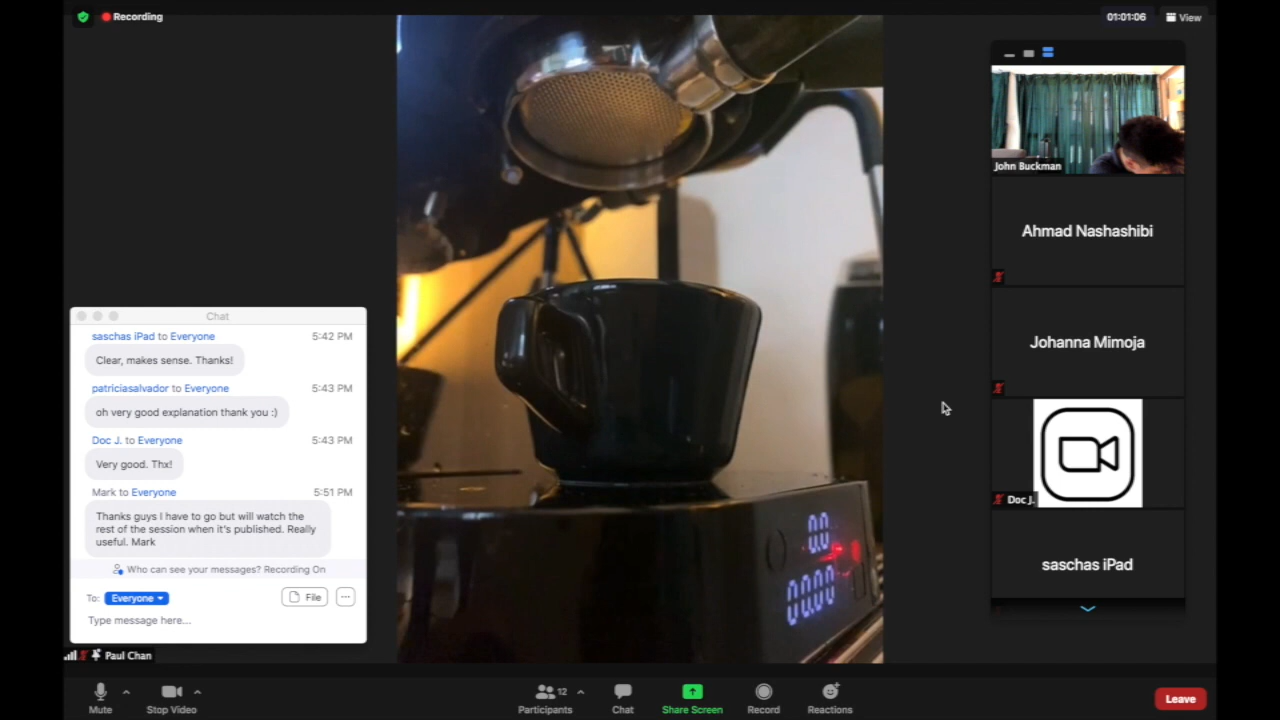 Recording
01:01:06
View
Chat
saschas iPad to Everyone
5:42 PM
Clear, makes sense. Thanks!
patriciasalvador to Everyone
5:43 PM
oh very good explanation thank you :)
Doc J. to Everyone
5:43 PM
Very good. Thx!
Mark to Everyone
5:51 PM
Thanks guys I have to go but will watch the
rest of the session when it's published. Really
useful. Mark
Who can see your messages? Recording On
To: Everyone
File
Type message here...
Paul Chan
0.0
00:00
John Buckman
Ahmad Nashashibi
Johanna Mimoja
Doc J.
saschas iPad
Mute
Stop Video
Participants
12
Chat
Share Screen
Record
Reactions
Leave